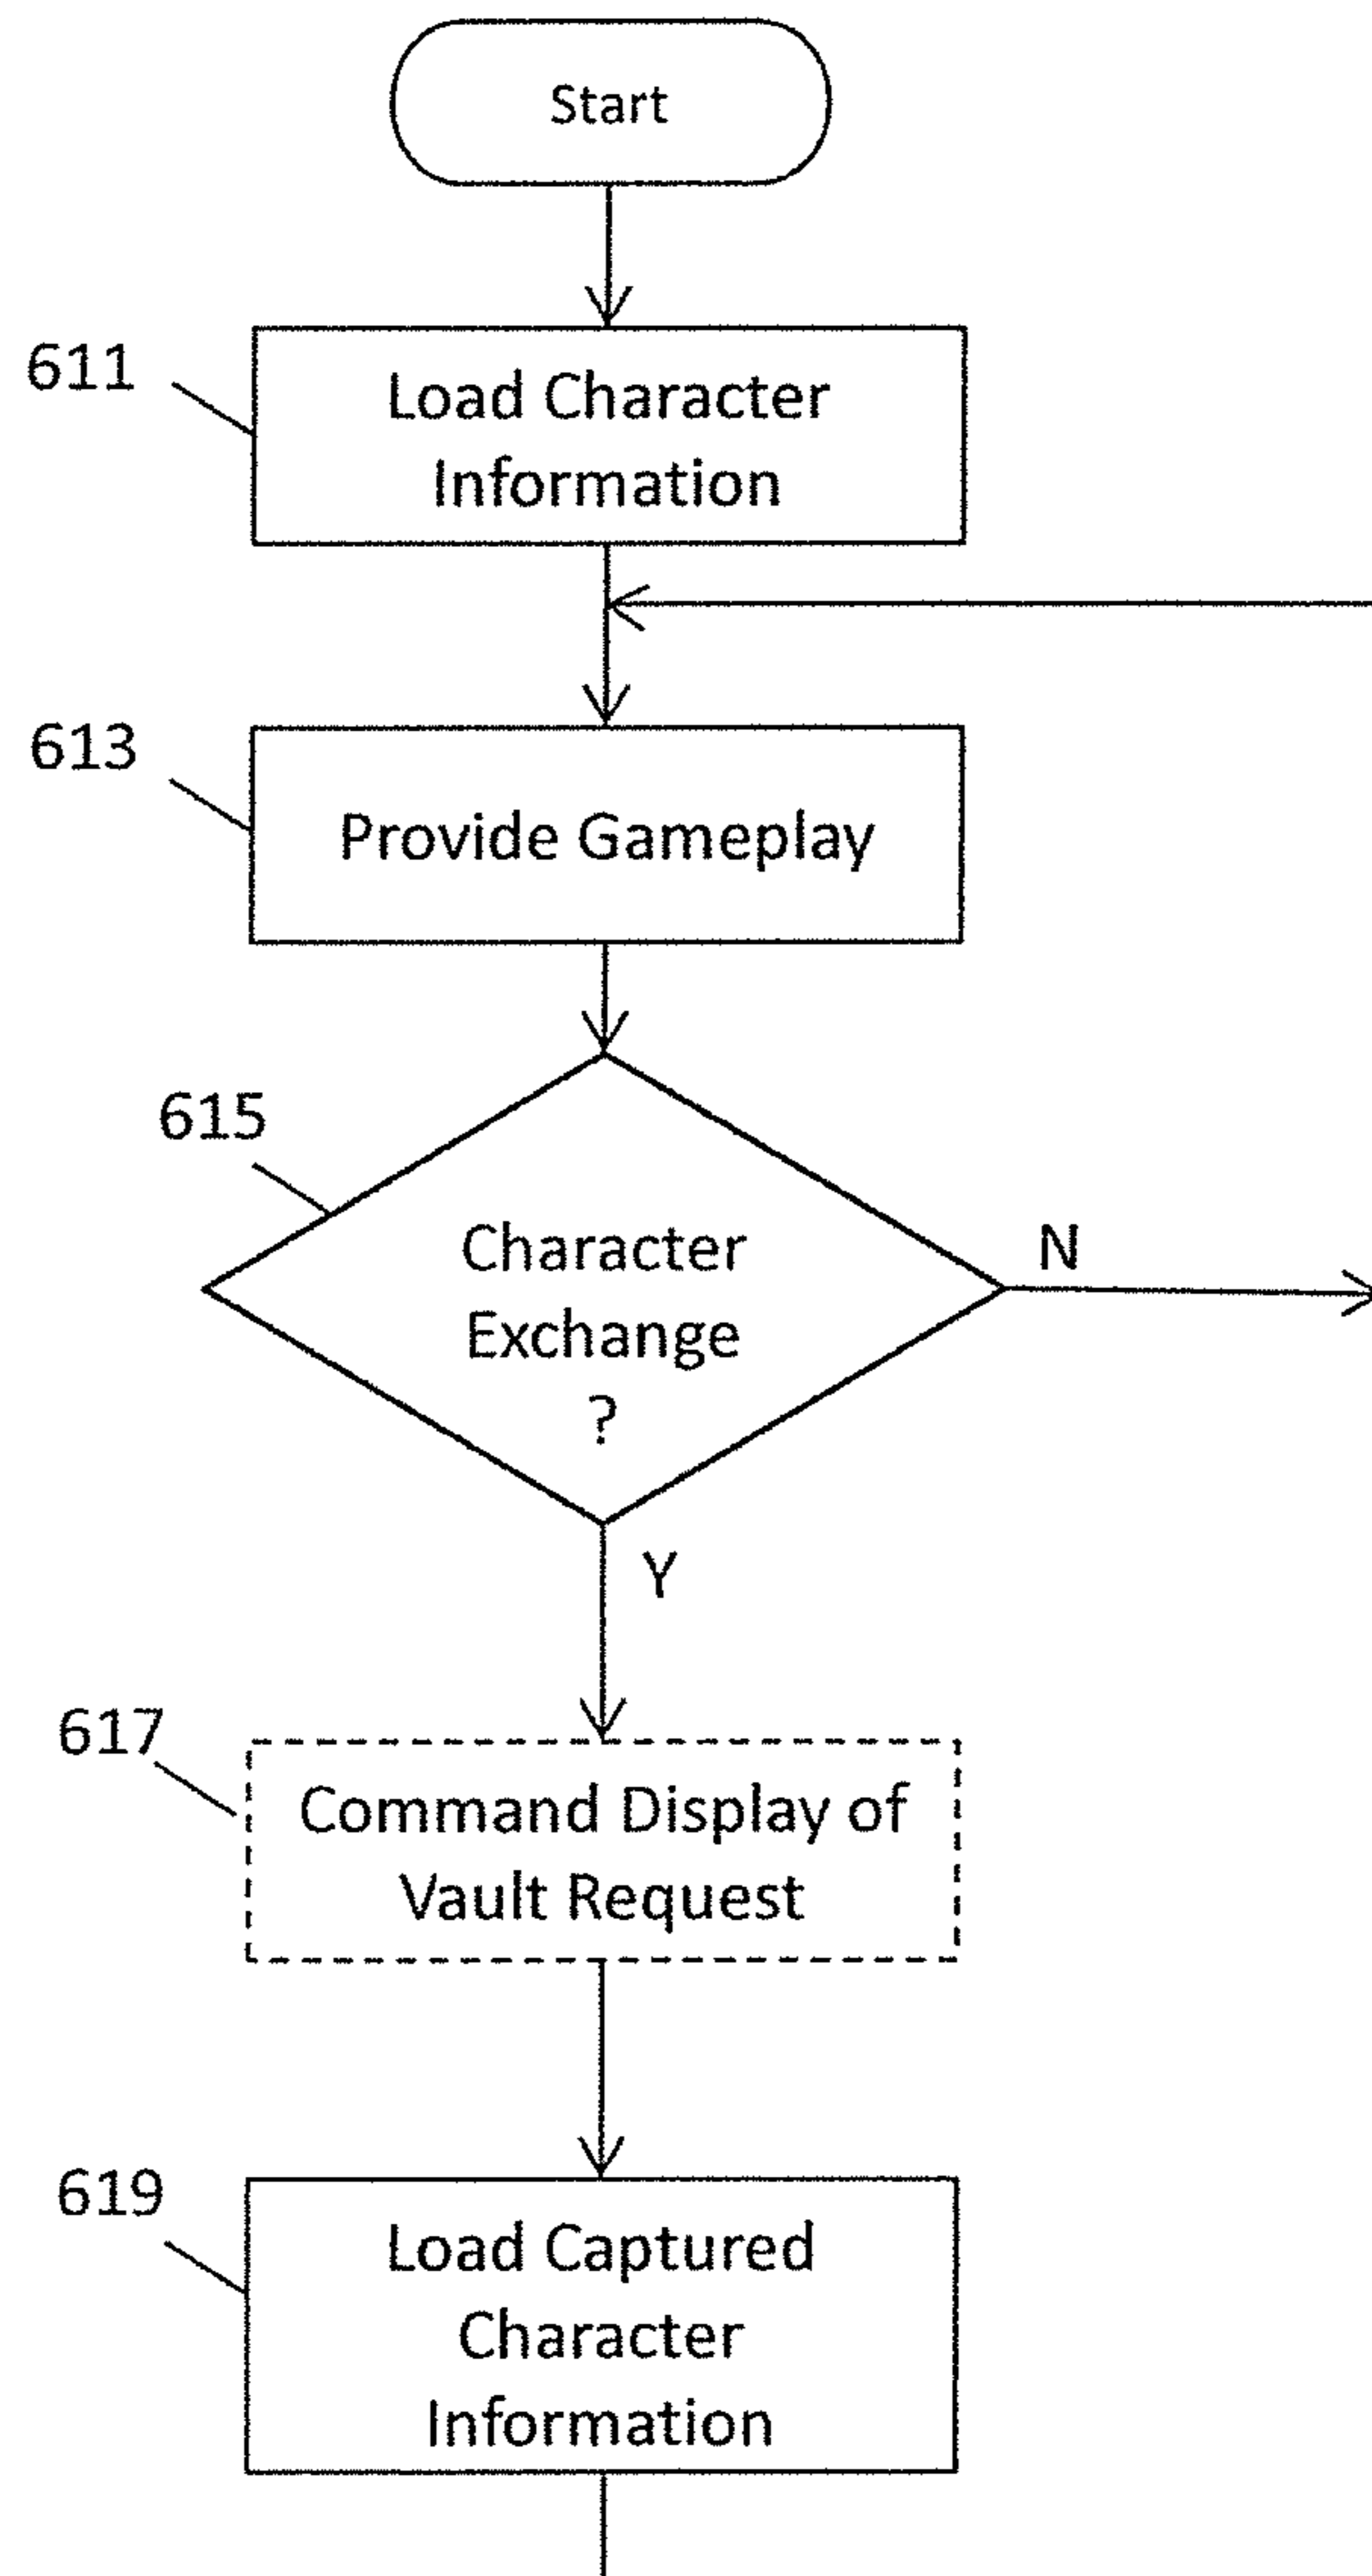 Start
611
Load Character
Information
613
Provide Gameplay
615
Character
Exchange
?
N
Y
617
Command Display of
Vault Request
619
Load Captured
Character
Information